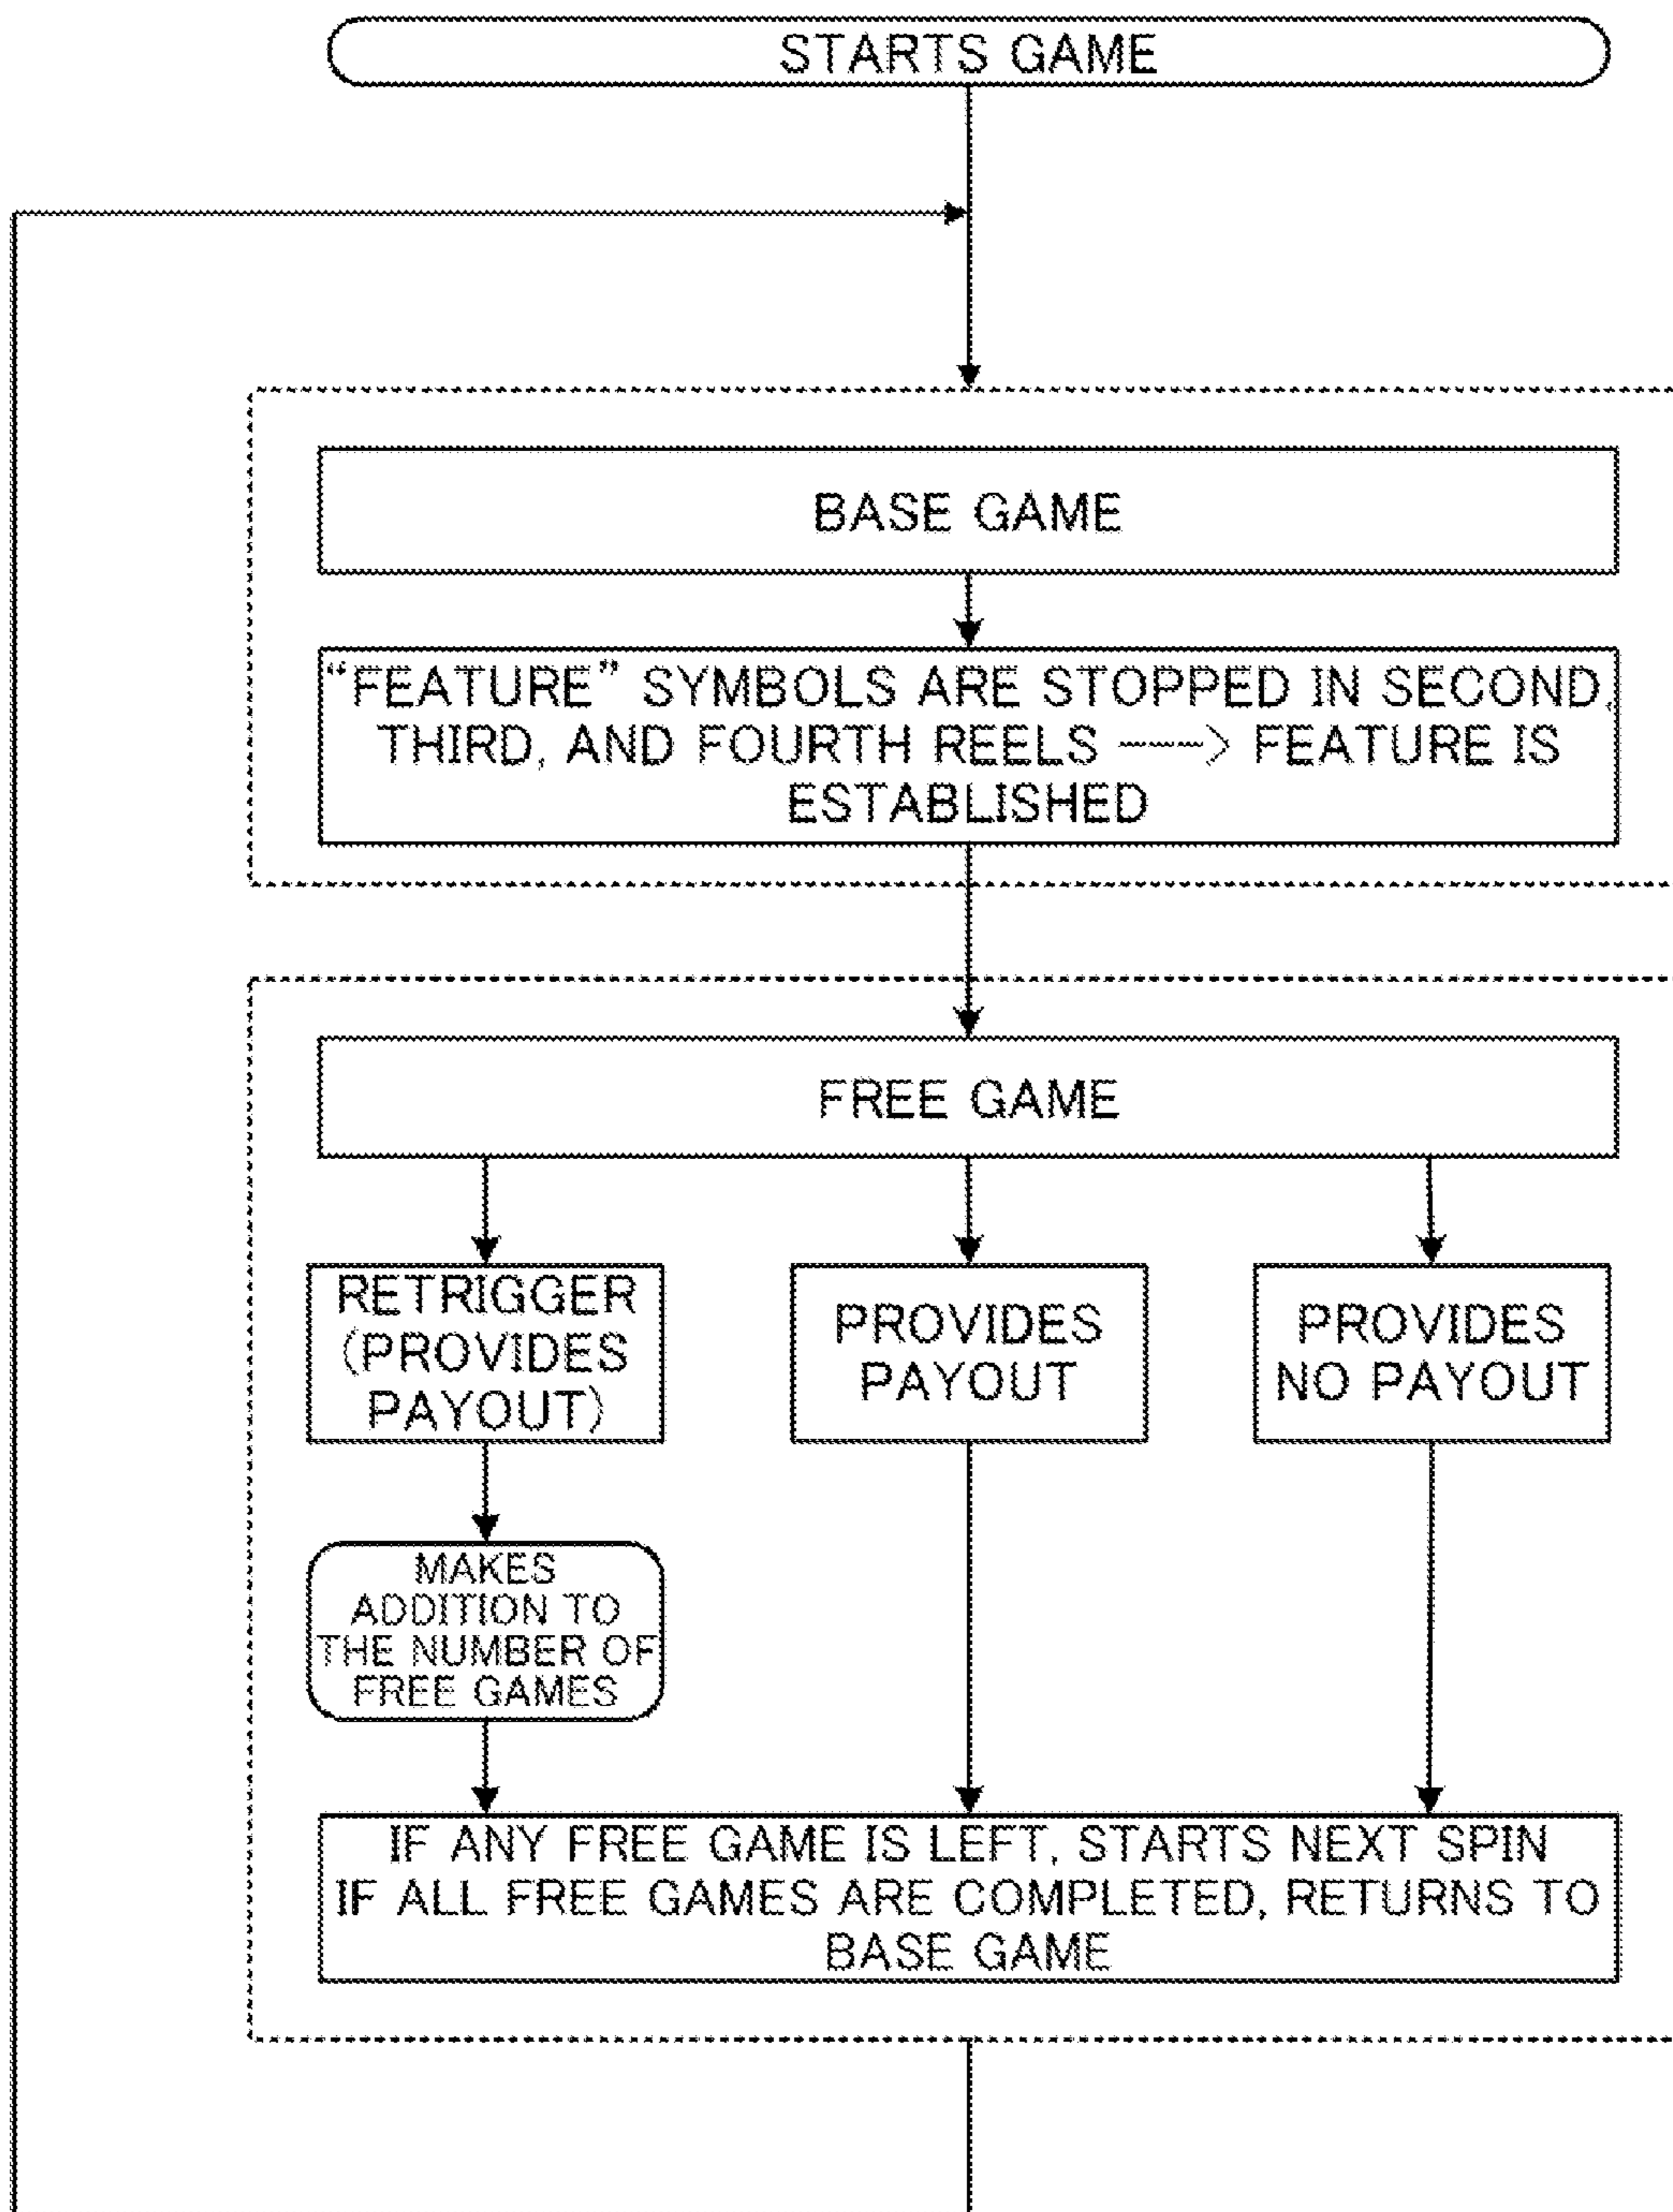 STARTS GAME
BASE GAME
“FEATURE” SYMBOLS ARE STOPPED IN SECOND,
THIRD, AND FOURTH REELS ----> FEATURE IS
ESTABLISHED
FREE GAME
RETRIGGER
(PROVIDES
PAYOUT)
PROVIDES
PAYOUT
PROVIDES
NO PAYOUT
MAKES
ADDITION TO
THE NUMBER OF
FREE GAMES
IF ANY FREE GAME IS LEFT, STARTS NEXT SPIN
IF ALL FREE GAMES ARE COMPLETED, RETURNS TO
BASE GAME